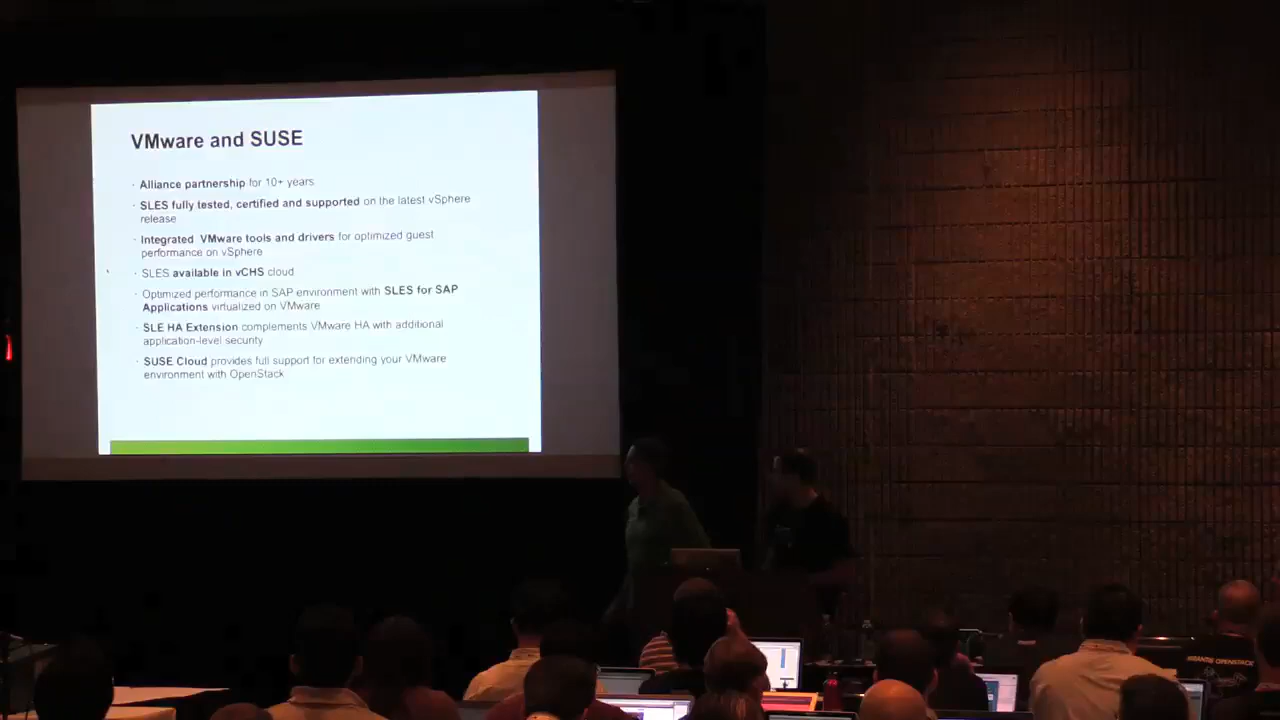 VMware and SUSE
· Alliance partnership for 10+ years
· SLES fully tested, certified and supported on the latest vSphere
release
· Integrated VMware tools and drivers for optimized guest
performance on vSphere
· SLES available in vCHS cloud
· Optimized performance in SAP environment with SLES for SAP
Applications virtualized on VMware
· SLE HA Extension complements VMware HA with additional
application-level security
· SUSE Cloud provides full support for extending your VMware
environment with OpenStack
OPENSTACK